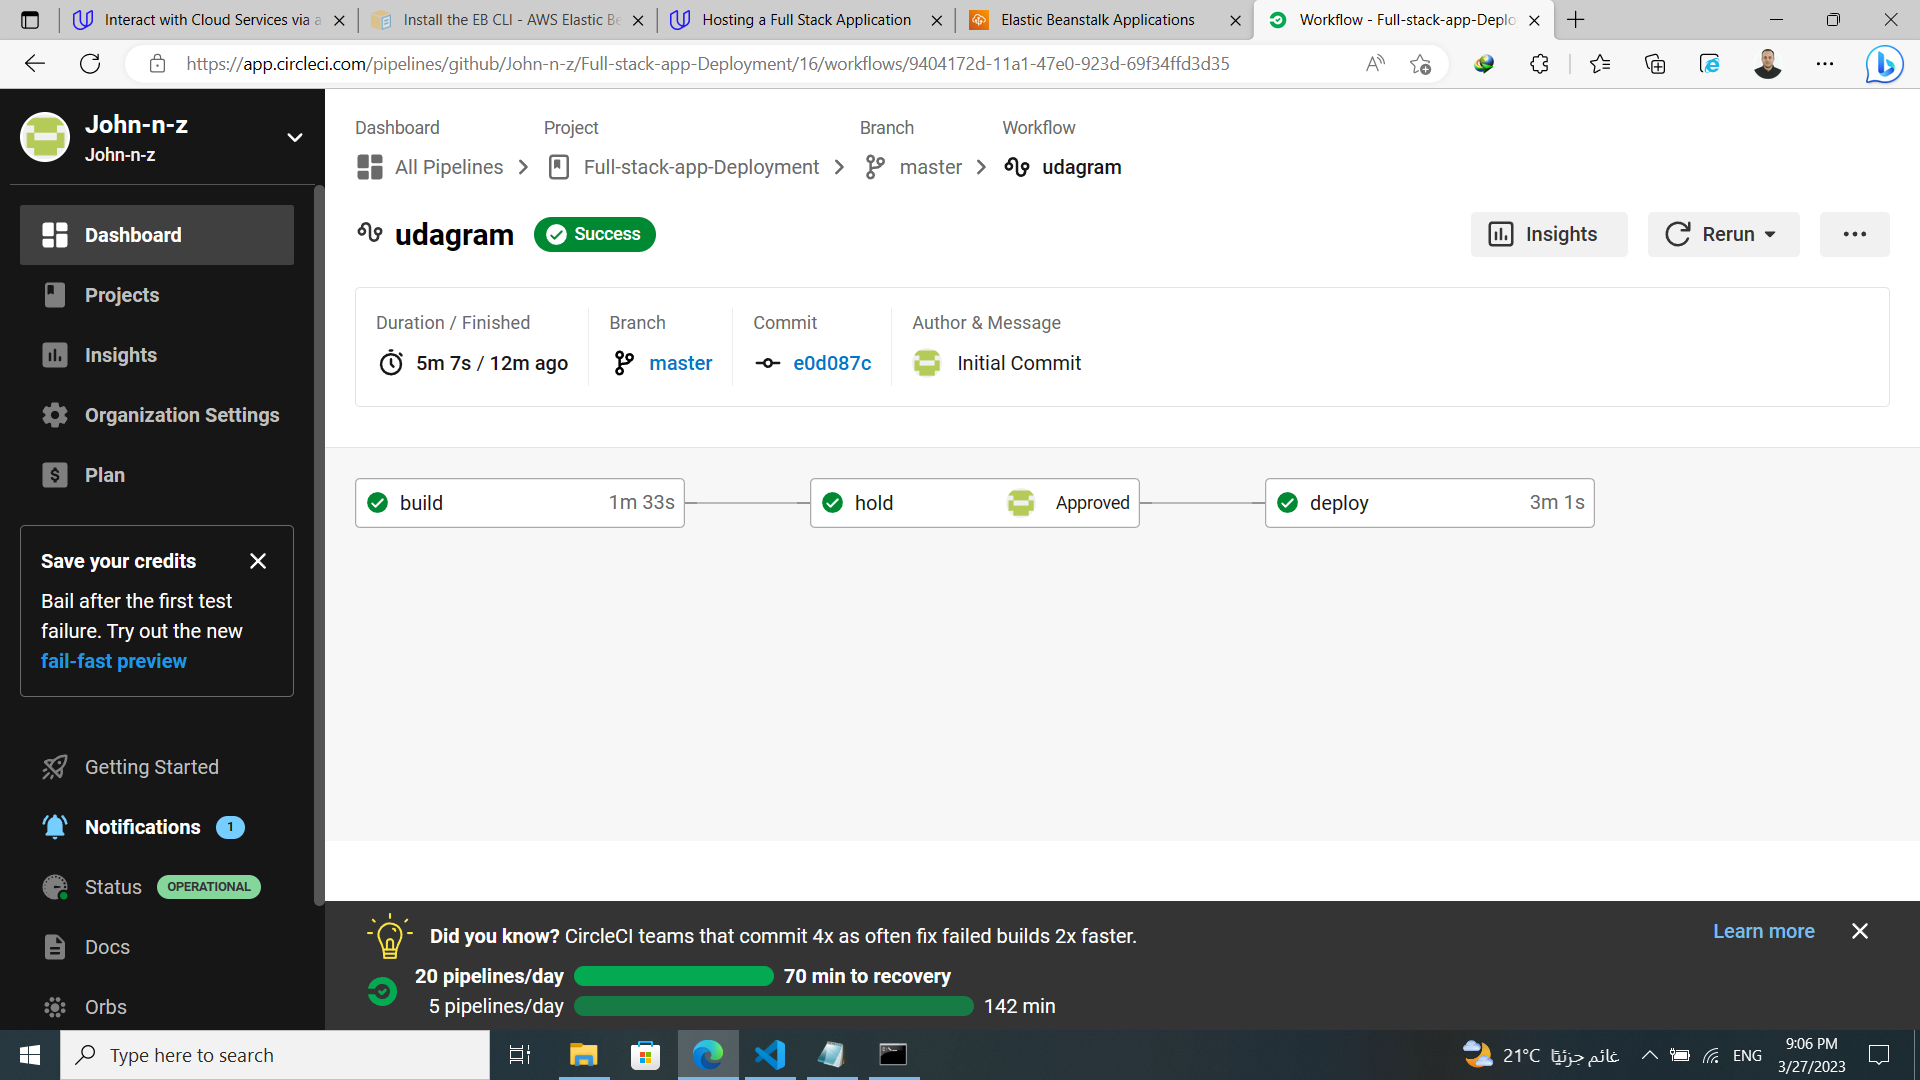 Interact with Cloud Services via a
Install the EB CLI - AWS Elastic Be
Hosting a Full Stack Application
Elastic Beanstalk Applications
Workflow - Full-stack-app-Deplo
https://app.circleci.com/pipelines/github/John-n-z/Full-stack-app-Deployment/16/workflows/9404172d-11a1-47e0-923d-69f34ffd3d35
John-n-z
John-n-z
Dashboard
Projects
Insights
Organization Settings
Plan
Save your credits
Bail after the first test
failure. Try out the new
fail-fast preview
Getting Started
Notifications 1
Status OPERATIONAL
Docs
Orbs
Dashboard Project Branch Workflow
All Pipelines Full-stack-app-Deployment master udagram
udagram Success
Insights Rerun
Duration / Finished Branch Commit Author & Message
5m 7s / 12m ago master e0d087c Initial Commit
build 1m 33s hold Approved deploy 3m 1s
Did you know? CircleCI teams that commit 4x as often fix failed builds 2x faster.
Learn more
20 pipelines/day 70 min to recovery
5 pipelines/day 142 min
Type here to search
21°C غائم جزئيًا
ENG
9:06 PM
3/27/2023